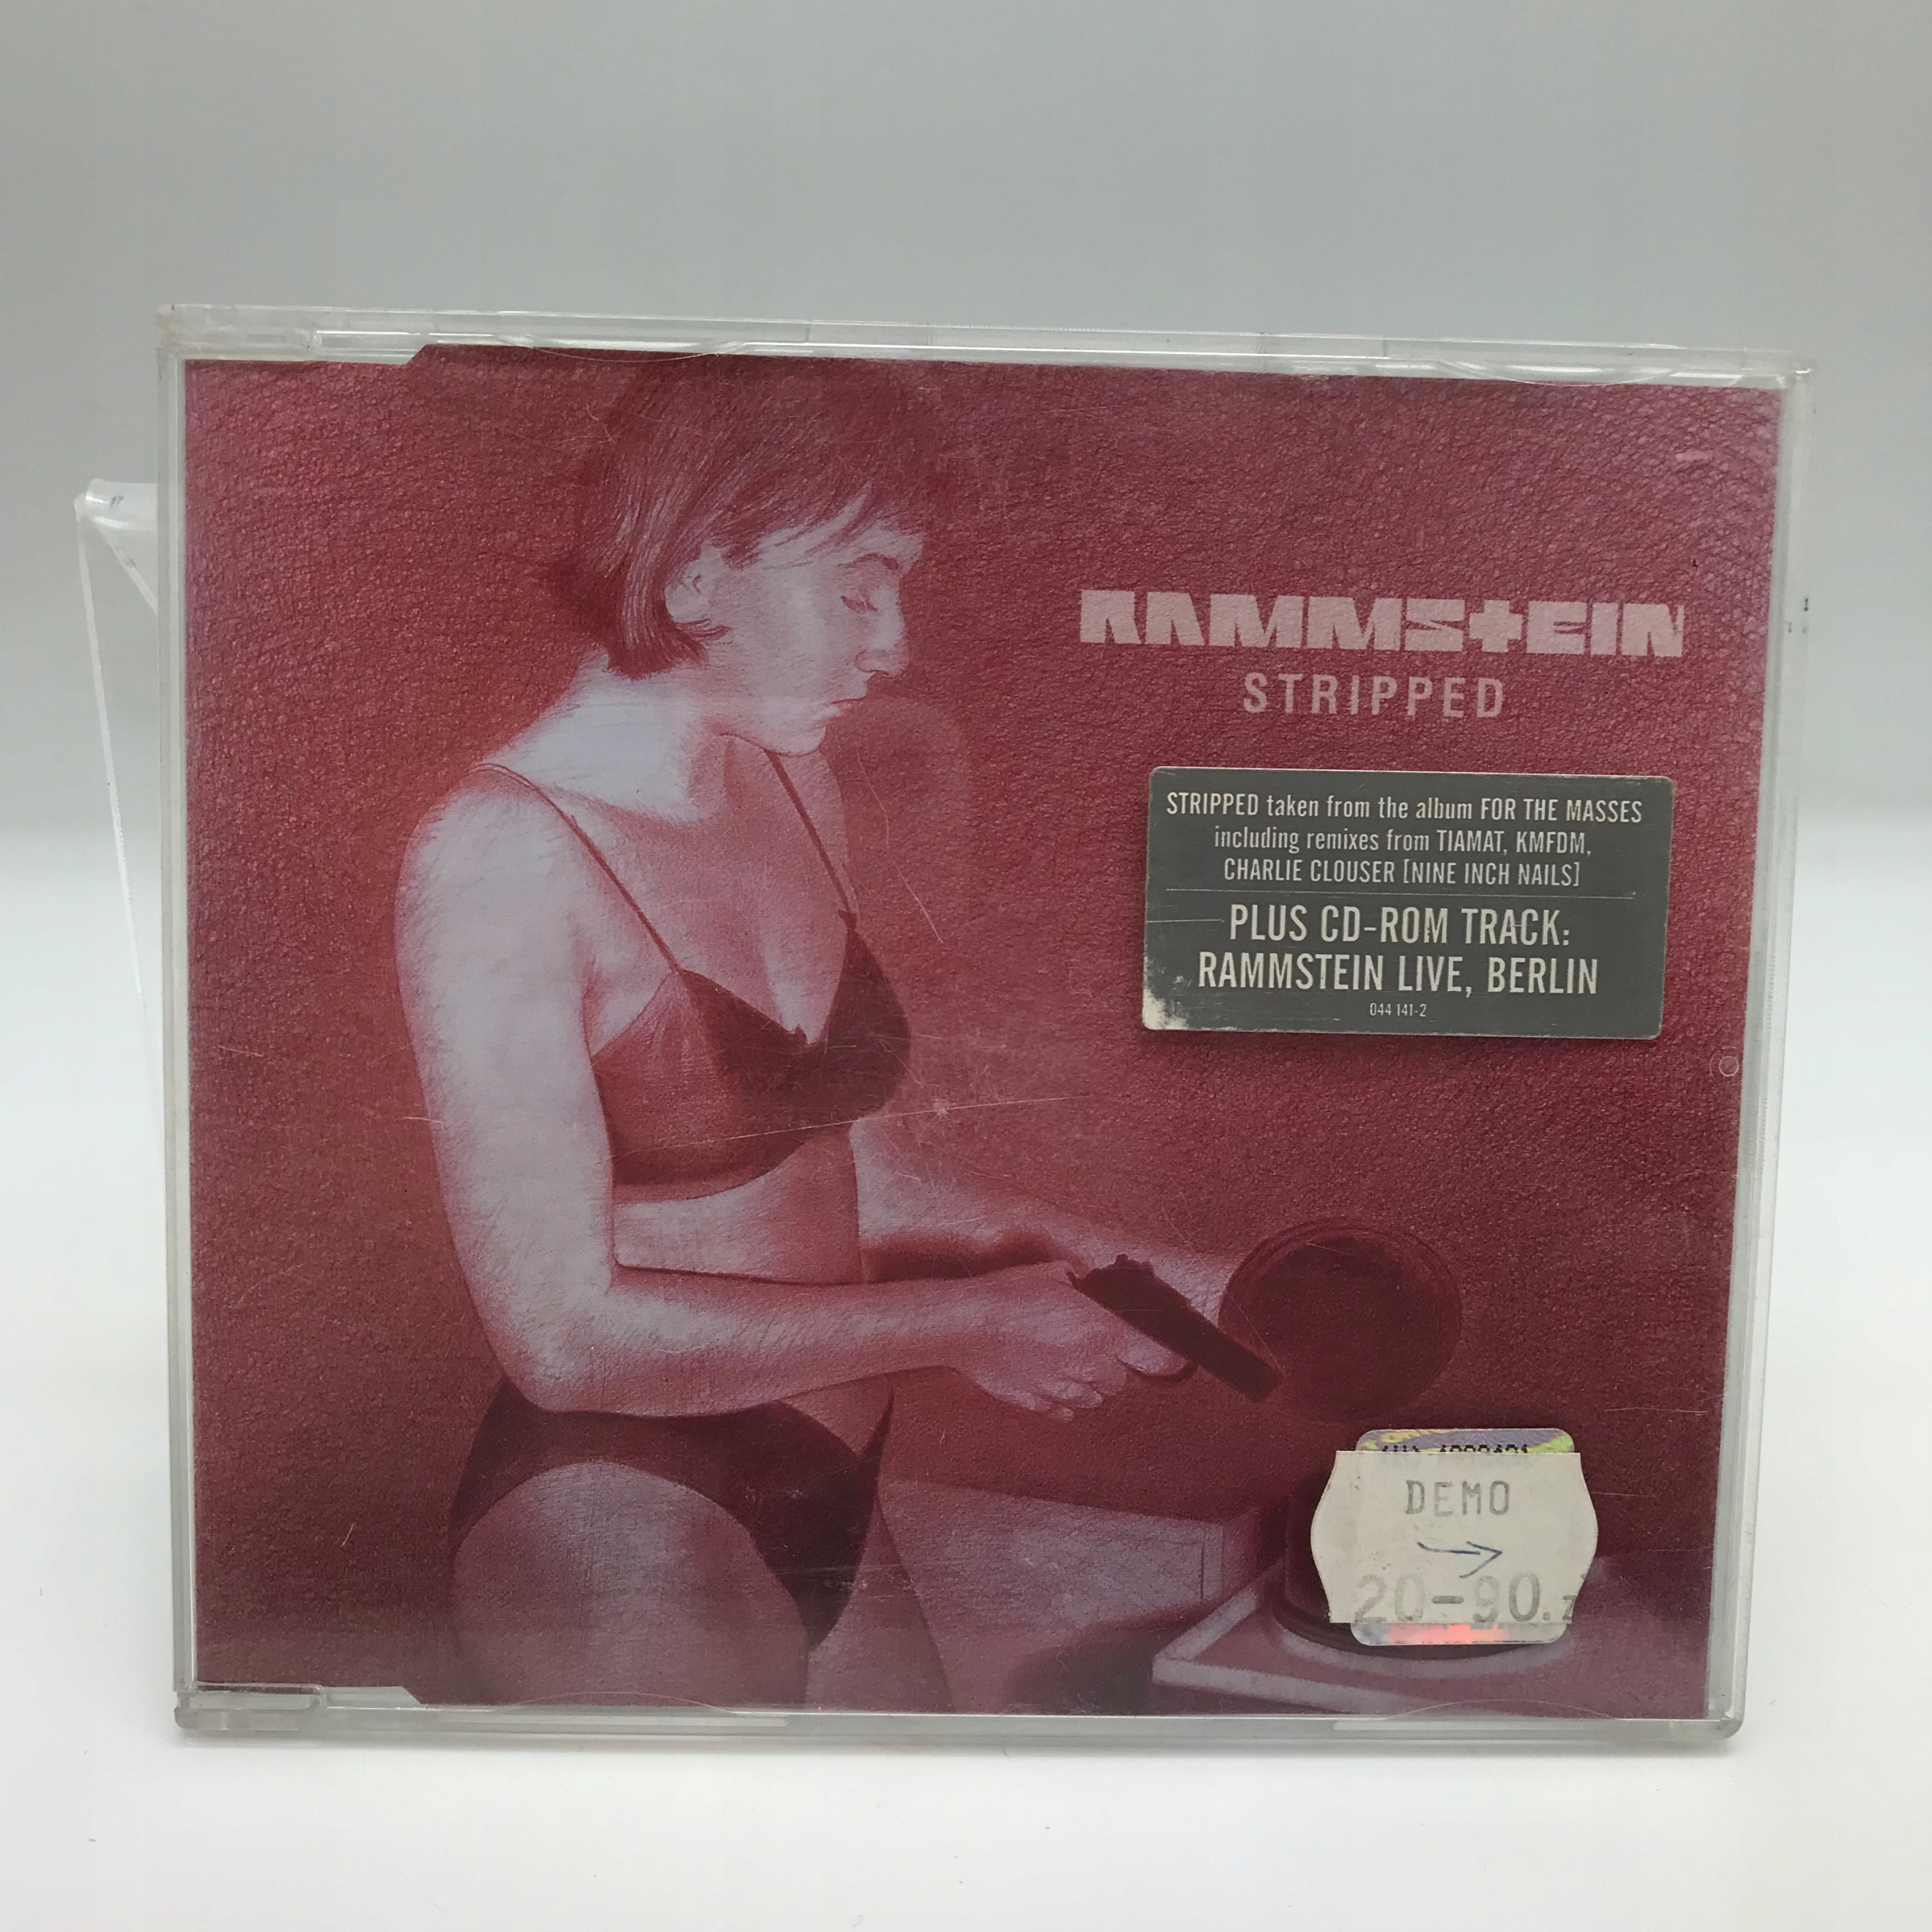 RAMMSTEIN
STRIPPED
STRIPPED taken from the album FOR THE MASSES
including remixes from TIAMAT, KMFDM,
CHARLIE CLOUSER [NINE INCH NAILS]
PLUS CD-ROM TRACK:
RAMMSTEIN LIVE, BERLIN
044 141-2
DEMO
20-90.z